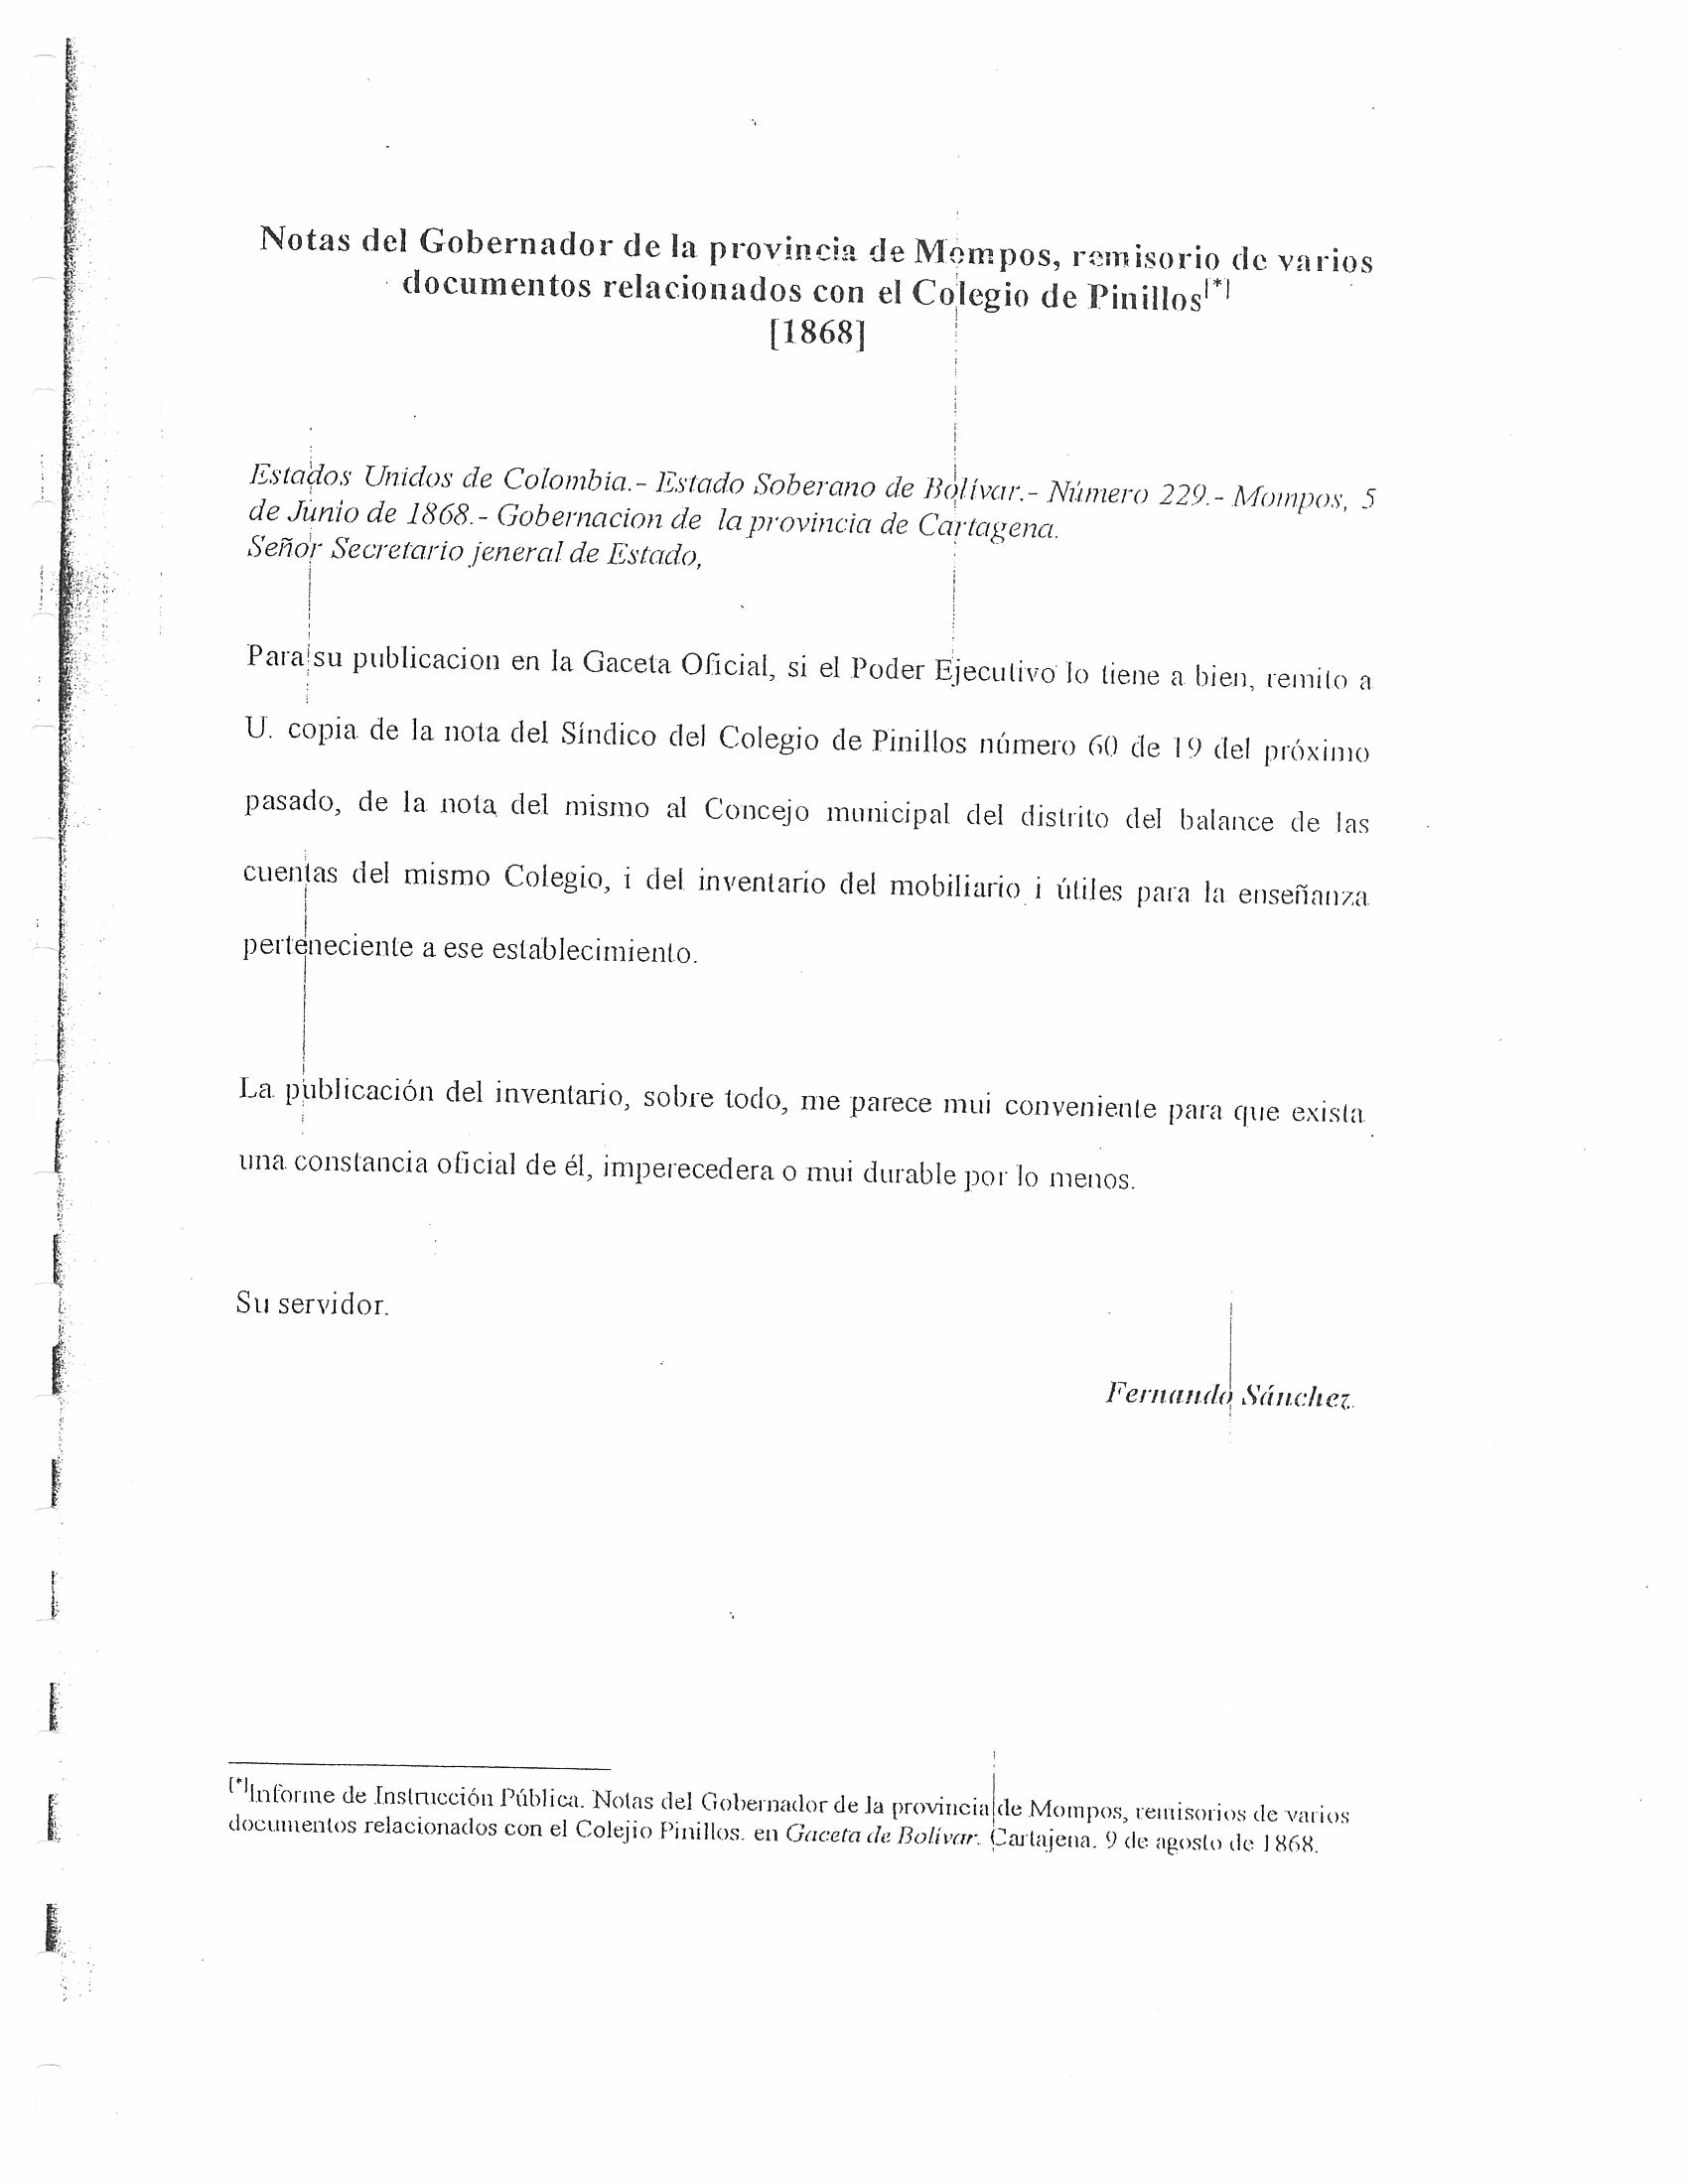 Notas del Gobernador de la provincia de Mompos, remisorio de varios
documentos relacionados con el Colegio de Pinillos[*]
[1868]
Estados Unidos de Colombia.- Estado Soberano de Bolívar.- Número 229.- Mompos, 5
de Junio de 1868.- Gobernacion de la provincia de Cartagena.
Señor Secretario jeneral de Estado,
Para su publicacion en la Gaceta Oficial, si el Poder Ejecutivo lo tiene a bien, remito a
U. copia de la nota del Síndico del Colegio de Pinillos número 60 de 19 del próximo
pasado, de la nota del mismo al Concejo municipal del distrito del balance de las
cuentas del mismo Colegio, i del inventario del mobiliario i útiles para la enseñanza
perteneciente a ese establecimiento.
La publicación del inventario, sobre todo, me parece mui conveniente para que exista
una constancia oficial de él, imperecedera o mui durable por lo menos.
Su servidor.
Fernando Sánchez.
[*]Informe de Instrucción Pública. Notas del Gobernador de la provincia de Mompos, remisorios de varios
documentos relacionados con el Colejio Pinillos. en Gaceta de Bolívar. Cartajena. 9 de agosto de 1868.